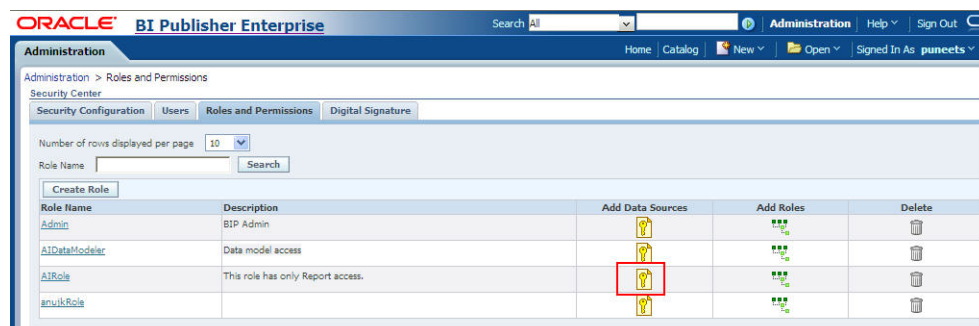 ORACLE BI Publisher Enterprise Search All Administration Help Sign Out
Administration Home Catalog New Open Signed In As puneets
Administration > Roles and Permissions
Security Center
Security Configuration Users Roles and Permissions Digital Signature
Number of rows displayed per page 10
Role Name Search
Create Role
Role Name Description Add Data Sources Add Roles Delete
Admin BIP Admin
AIDataModeler Data model access
AIRole This role has only Report access.
anujkRole